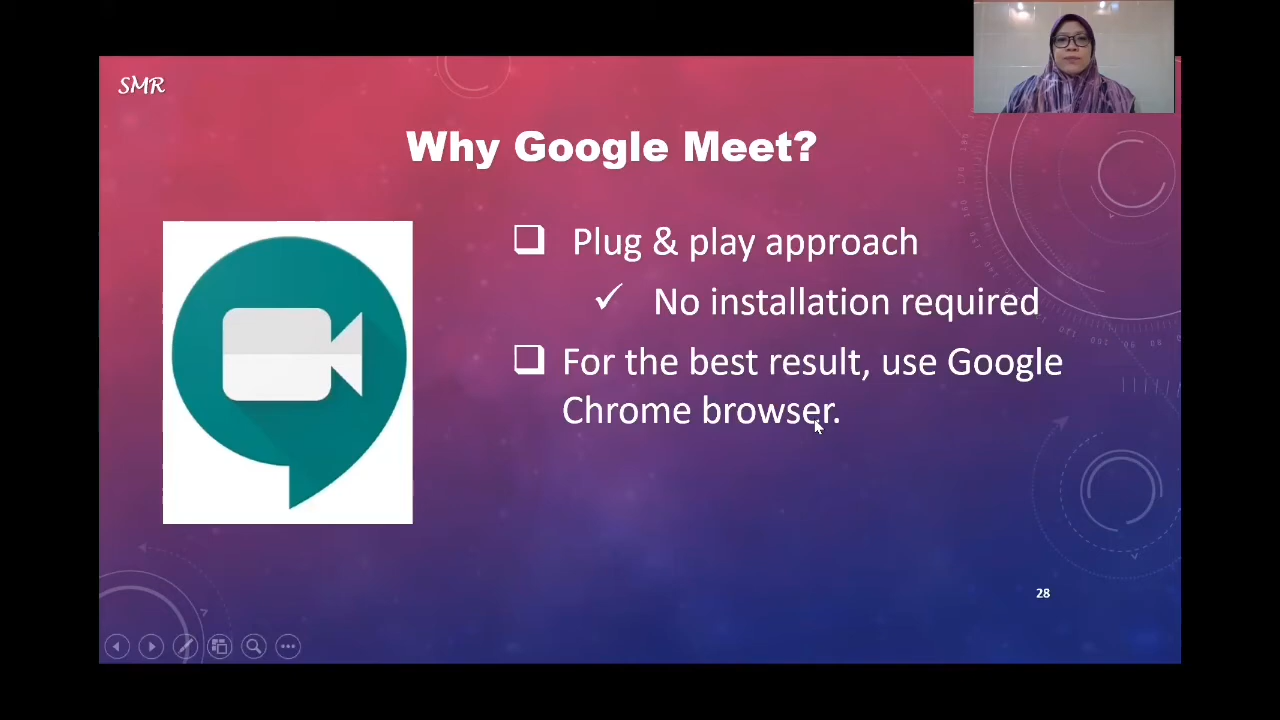 SMR
Why Google Meet?
Plug & play approach
No installation required
For the best result, use Google
Chrome browser.
28